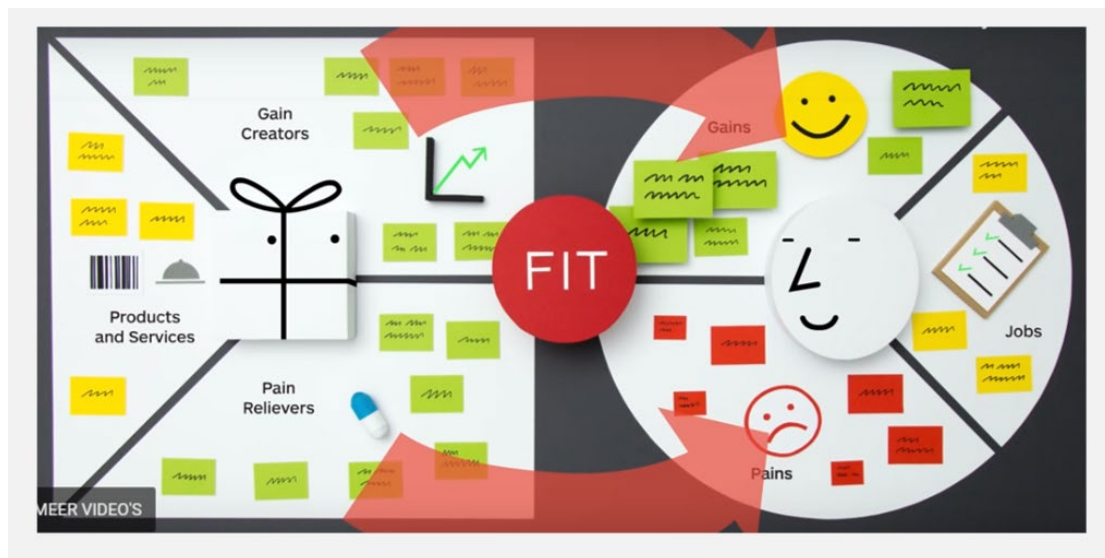 Gain
Creators
Gains
FIT
Products
and Services
Jobs
Pain
Relievers
Pains
MEER VIDEO'S